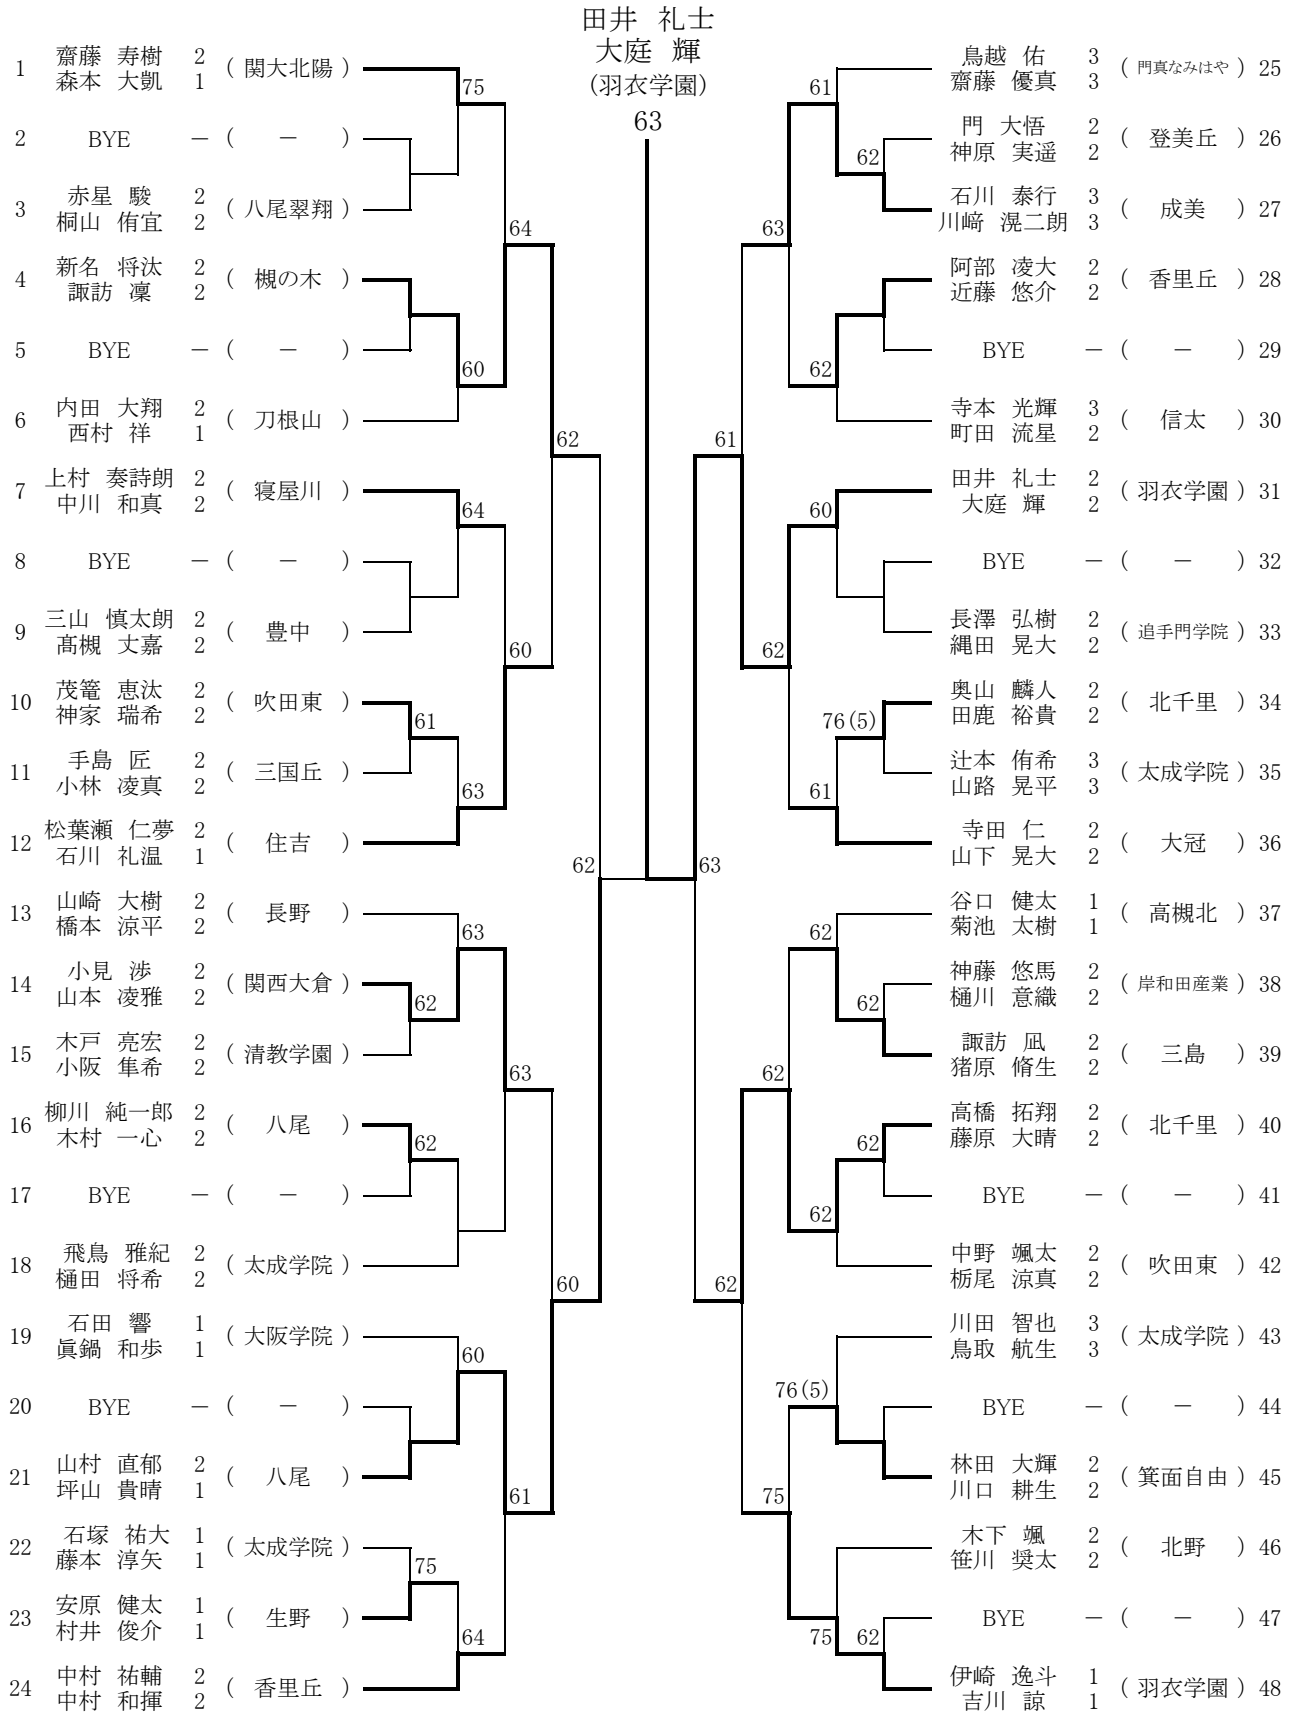 田井 礼士
大庭 輝
(羽衣学園)
63
1 齋藤 寿樹 2 ( 関大北陽 )
森本 大凱 1
75
2 BYE － ( － )
3 赤星 駿 2 ( 八尾翠翔 )
桐山 侑宜 2
64
4 新名 将汰 2 ( 槻の木 )
諏訪 凜 2
5 BYE － ( － )
60
6 内田 大翔 2 ( 刀根山 )
西村 祥 1
62
7 上村 奏詩朗 2 ( 寝屋川 )
中川 和真 2
64
8 BYE － ( － )
9 三山 慎太朗 2 ( 豊中 )
髙槻 丈嘉 2
60
10 茂篭 恵汰 2 ( 吹田東 )
神家 瑞希 2
61
11 手島 匠 2 ( 三国丘 )
小林 凌真 2
63
12 松葉瀬 仁夢 2 ( 住吉 )
石川 礼温 1
62
13 山崎 大樹 2 ( 長野 )
橋本 涼平 2
63
14 小見 渉 2 ( 関西大倉 )
山本 凌雅 2
62
15 木戸 亮宏 2 ( 清教学園 )
小阪 隼希 2
63
16 柳川 純一郎 2 ( 八尾 )
木村 一心 2
62
17 BYE － ( － )
18 飛鳥 雅紀 2 ( 太成学院 )
樋田 将希 2
60
19 石田 響 1 ( 大阪学院 )
眞鍋 和歩 1
60
20 BYE － ( － )
21 山村 直郁 2 ( 八尾 )
坪山 貴晴 1
61
22 石塚 祐大 1 ( 太成学院 )
藤本 淳矢 1
75
23 安原 健太 1 ( 生野 )
村井 俊介 1
64
24 中村 祐輔 2 ( 香里丘 )
中村 和揮 2
鳥越 佑 3 ( 門真なみはや ) 25
齋藤 優真 3
61
門 大悟 2 ( 登美丘 ) 26
神原 実遥 2
62
石川 泰行 3 ( 成美 ) 27
川﨑 滉二朗 3
63
阿部 凌大 2 ( 香里丘 ) 28
近藤 悠介 2
BYE － ( － ) 29
62
寺本 光輝 3 ( 信太 ) 30
町田 流星 2
61
田井 礼士 2 ( 羽衣学園 ) 31
大庭 輝 2
60
BYE － ( － ) 32
長澤 弘樹 2 ( 追手門学院 ) 33
縄田 晃大 2
62
奥山 麟人 2 ( 北千里 ) 34
田鹿 裕貴 2
76(5)
辻本 侑希 3 ( 太成学院 ) 35
山路 晃平 3
61
寺田 仁 2 ( 大冠 ) 36
山下 晃大 2
63
谷口 健太 1 ( 高槻北 ) 37
菊池 太樹 1
62
神藤 悠馬 2 ( 岸和田産業 ) 38
樋川 意織 2
62
諏訪 凪 2 ( 三島 ) 39
猪原 脩生 2
62
高橋 拓翔 2 ( 北千里 ) 40
藤原 大晴 2
62
BYE － ( － ) 41
62
中野 颯太 2 ( 吹田東 ) 42
栃尾 涼真 2
62
川田 智也 3 ( 太成学院 ) 43
鳥取 航生 3
76(5)
BYE － ( － ) 44
林田 大輝 2 ( 箕面自由 ) 45
川口 耕生 2
75
木下 颯 2 ( 北野 ) 46
笹川 奨太 2
BYE － ( － ) 47
75 62
伊崎 逸斗 1 ( 羽衣学園 ) 48
吉川 諒 1